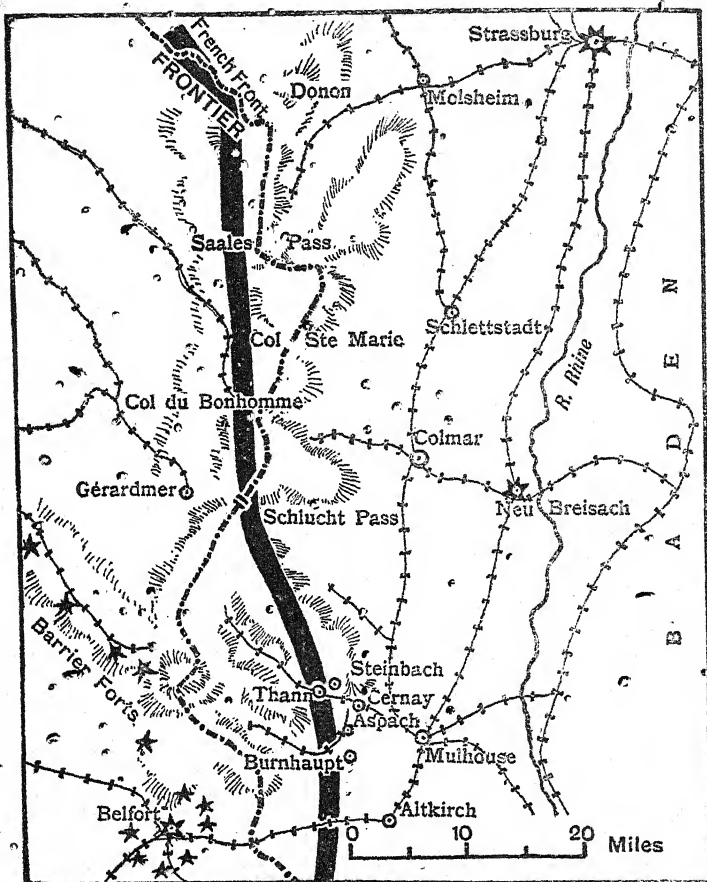 Strassburg
French Front
FRONTIER
Donon
Molsheim
Saales Pass
Schlettstadt
Col Ste Marie
R. Rhine
BADEN
Col du Bonhomme
Colmar
Gérardmer
Neu Breisach
Schlucht Pass
Barrier Forts
Steinbach
Thann
Cernay
Aspach
Burnhaupt
Mulhouse
Belfort
Altkirch
0 10 20 Miles